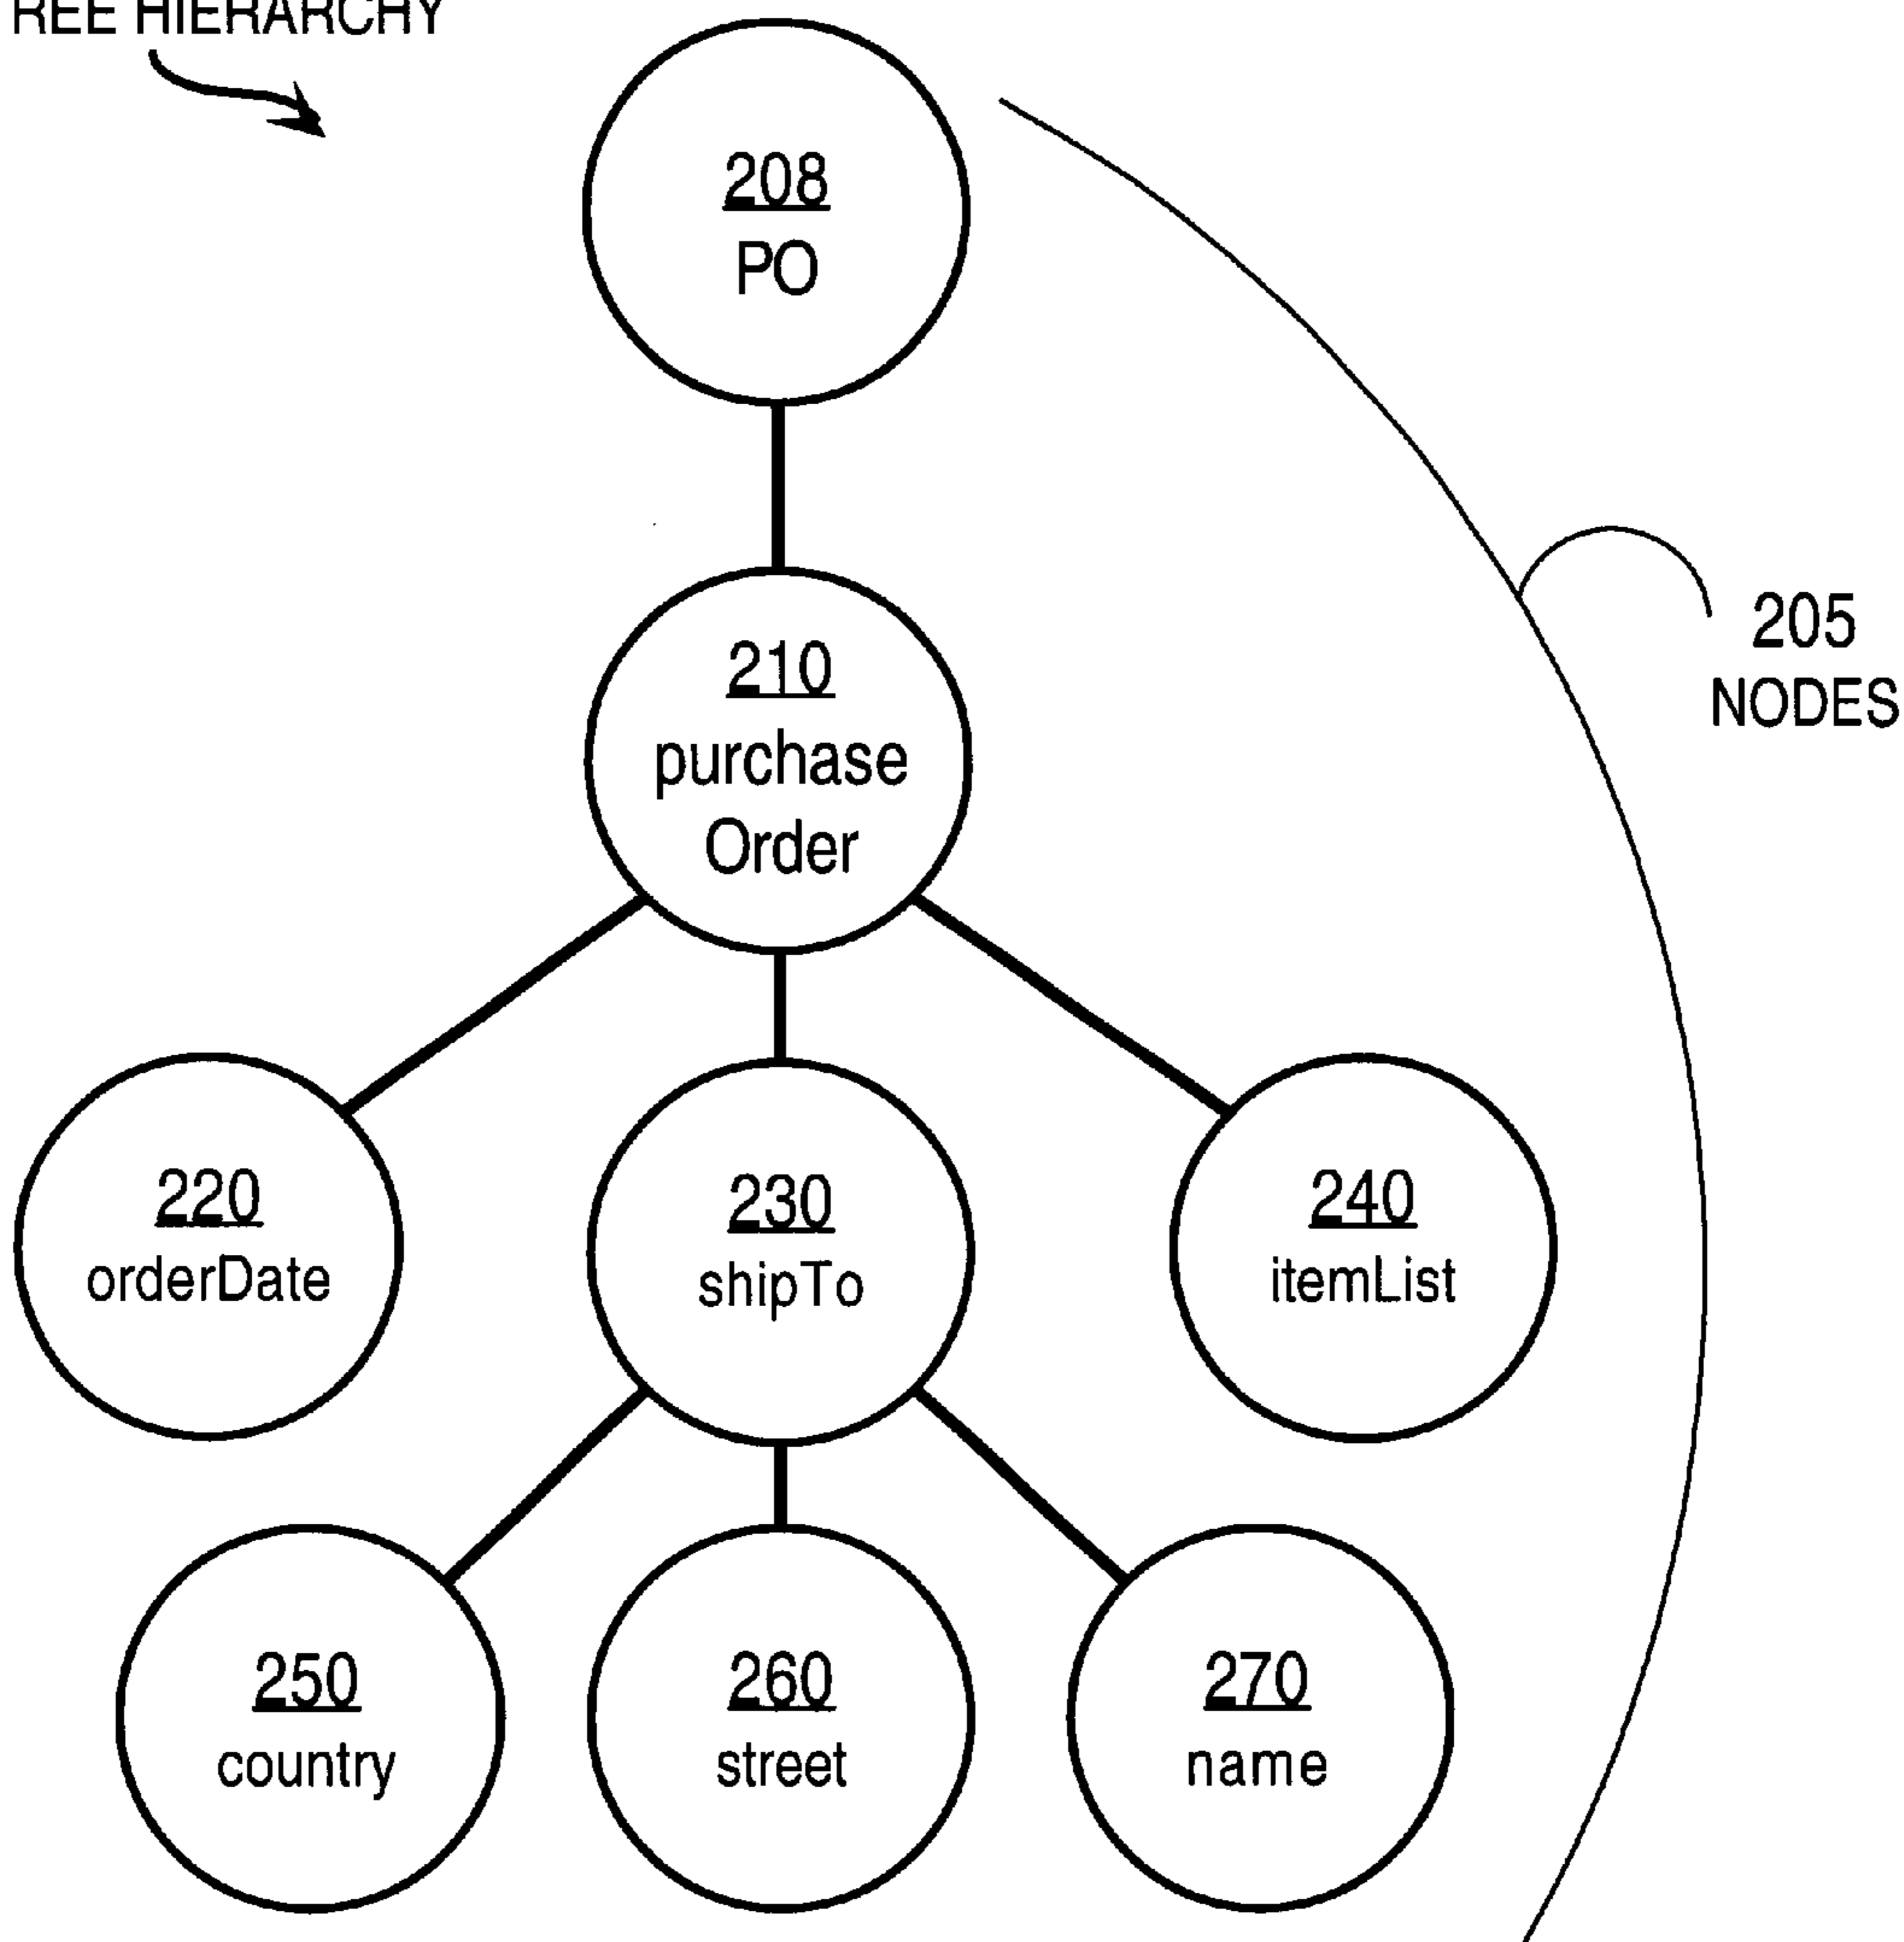 HIERARCHY
208
PO
205
NODES
210
purchase
Order
220
orderDate
230
shipTo
240
itemList
250
country
260
street
270
name